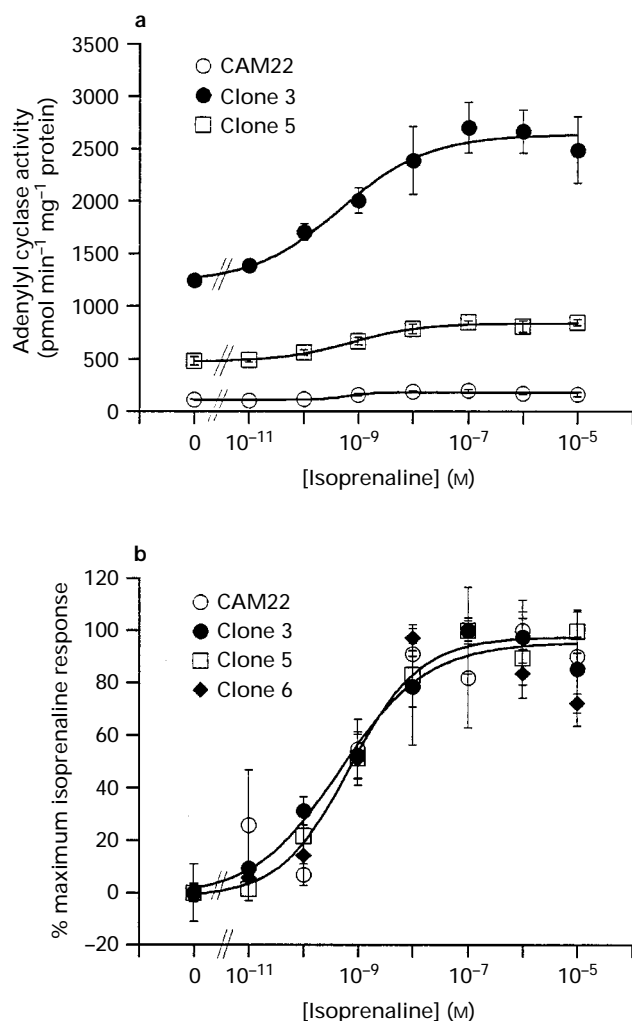 a
3500
3000
2500
2000
1500
1000
500
0
Adenylyl cyclase activity
(pmol min⁻¹ mg⁻¹ protein)
CAM22
Clone 3
Clone 5
0 10⁻¹¹ 10⁻⁹ 10⁻⁷ 10⁻⁵
[Isoprenaline] (M)
b
120
100
80
60
40
20
0
–20
% maximum isoprenaline response
CAM22
Clone 3
Clone 5
Clone 6
0 10⁻¹¹ 10⁻⁹ 10⁻⁷ 10⁻⁵
[Isoprenaline] (M)